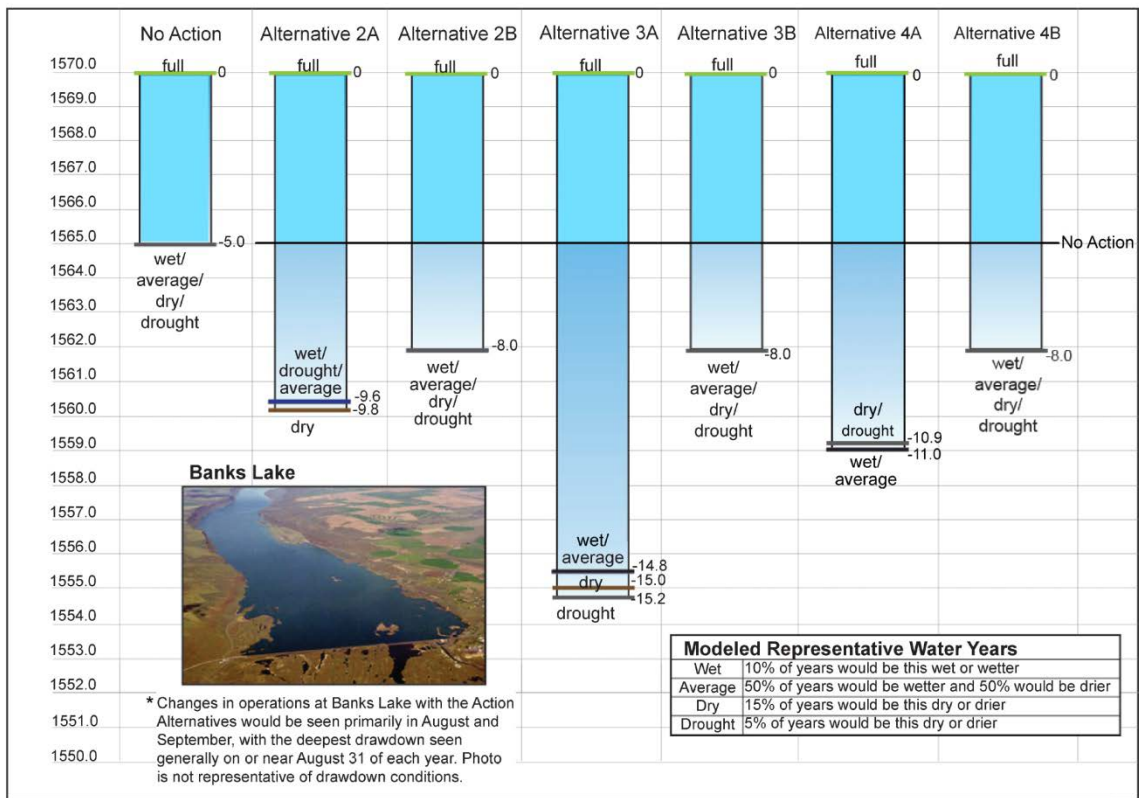 No Action
Alternative 2A
Alternative 2B
Alternative 3A
Alternative 3B
Alternative 4A
Alternative 4B
1570.0
1569.0
1568.0
1567.0
1566.0
1565.0
1564.0
1563.0
1562.0
1561.0
1560.0
1559.0
1558.0
1557.0
1556.0
1555.0
1554.0
1553.0
1552.0
1551.0
1550.0
full
0
-5.0
wet/
average/
dry/
drought
full
0
wet/
drought/
average
-9.6
-9.8
dry
full
0
-8.0
wet/
average/
dry/
drought
full
0
wet/
average
-14.8
dry
-15.0
-15.2
drought
full
0
-8.0
wet/
average/
dry/
drought
full
0
dry/
drought
-10.9
-11.0
wet/
average
full
0
-8.0
wet/
average/
dry/
drought
No Action
Banks Lake
* Changes in operations at Banks Lake with the Action
Alternatives would be seen primarily in August and
September, with the deepest drawdown seen
generally on or near August 31 of each year. Photo
is not representative of drawdown conditions.
Modeled Representative Water Years
Wet 10% of years would be this wet or wetter
Average 50% of years would be wetter and 50% would be drier
Dry 15% of years would be this dry or drier
Drought 5% of years would be this dry or drier